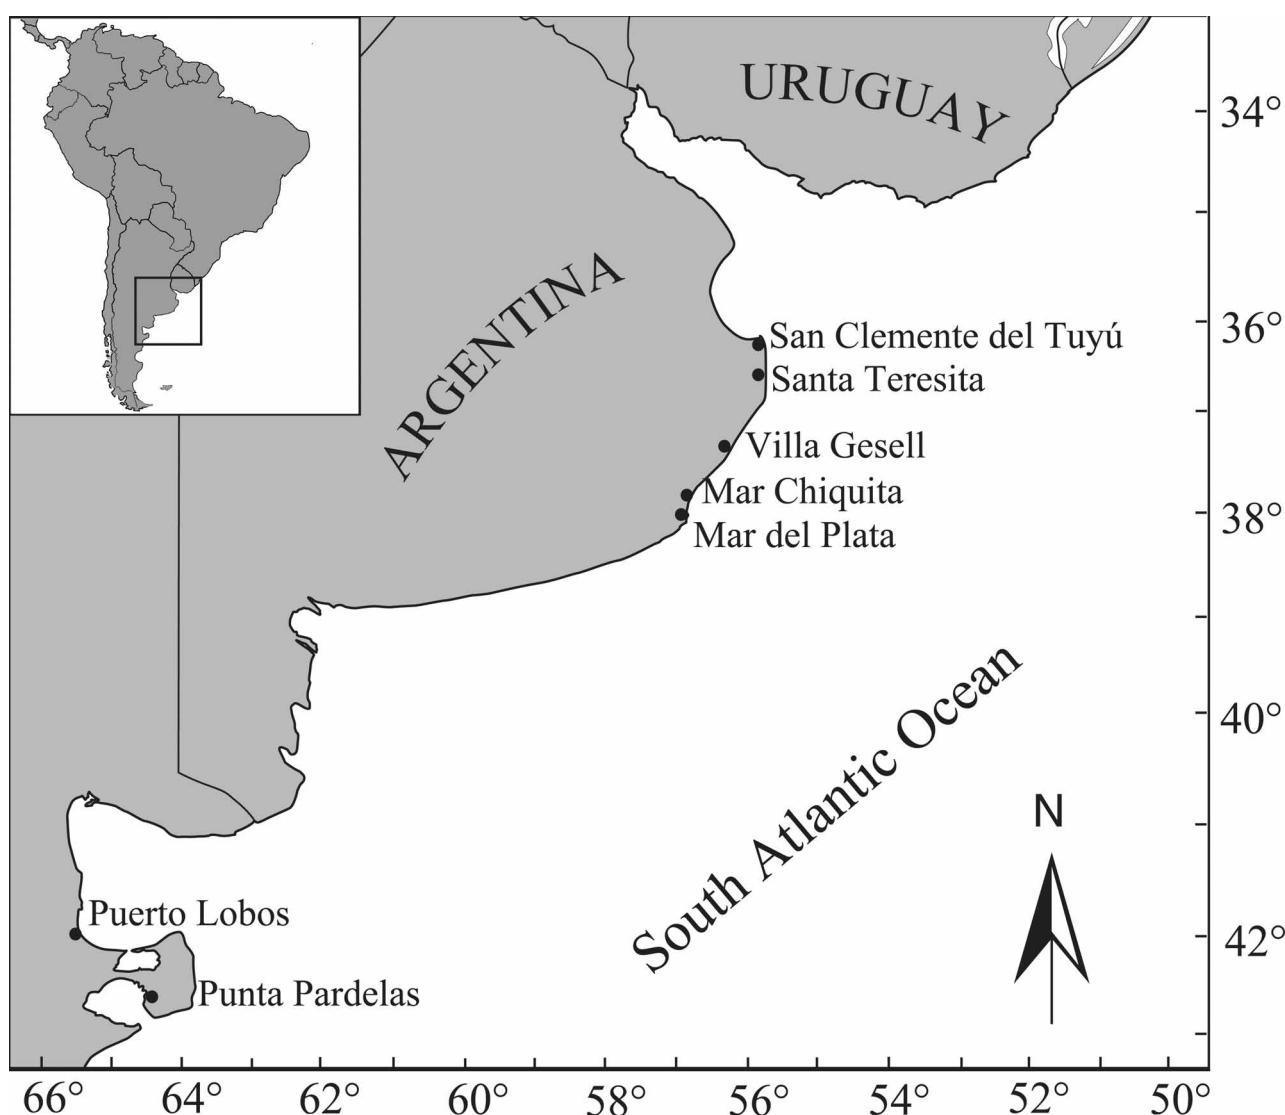 URUGUAY
34°
ARGENTINA
36°
San Clemente del Tuyú
Santa Teresita
Villa Gesell
Mar Chiquita
38°
Mar del Plata
South Atlantic Ocean
40°
N
Puerto Lobos
42°
Punta Pardelas
66° 64° 62° 60° 58° 56° 54° 52° 50°